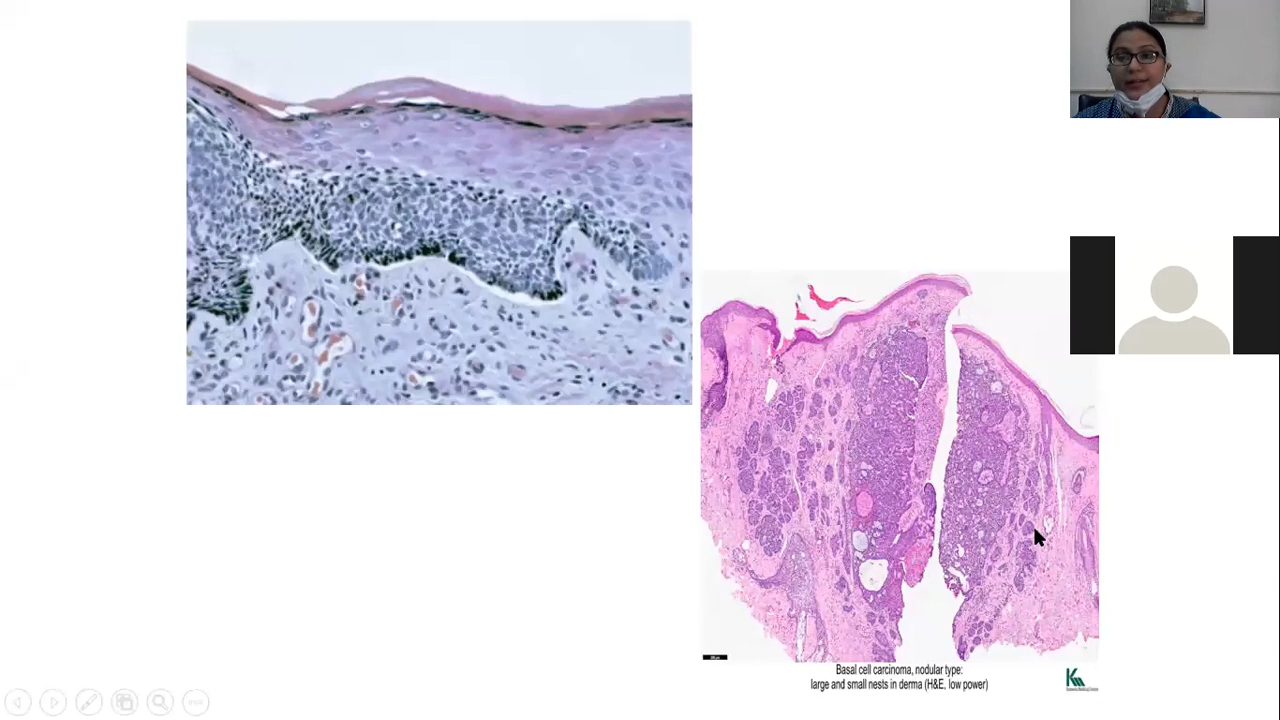 Basal cell carcinoma, nodular type:
large and small nests in derma (H&E, low power)